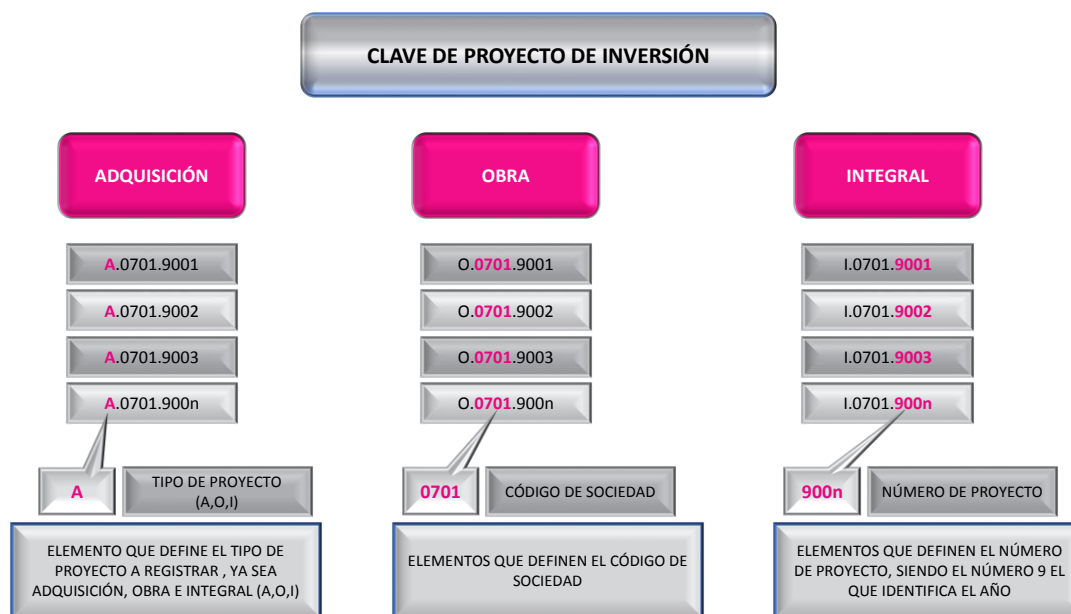 CLAVE DE PROYECTO DE INVERSIÓN
ADQUISICIÓN
A.0701.9001
A.0701.9002
A.0701.9003
A.0701.900n
A
TIPO DE PROYECTO
(A,O,I)
ELEMENTO QUE DEFINE EL TIPO DE
PROYECTO A REGISTRAR , YA SEA
ADQUISICIÓN, OBRA E INTEGRAL (A,O,I)
OBRA
O.0701.9001
O.0701.9002
O.0701.9003
O.0701.900n
0701
CÓDIGO DE SOCIEDAD
ELEMENTOS QUE DEFINEN EL CÓDIGO DE
SOCIEDAD
INTEGRAL
I.0701.9001
I.0701.9002
I.0701.9003
I.0701.900n
900n
NÚMERO DE PROYECTO
ELEMENTOS QUE DEFINEN EL NÚMERO
DE PROYECTO, SIENDO EL NÚMERO 9 EL
QUE IDENTIFICA EL AÑO